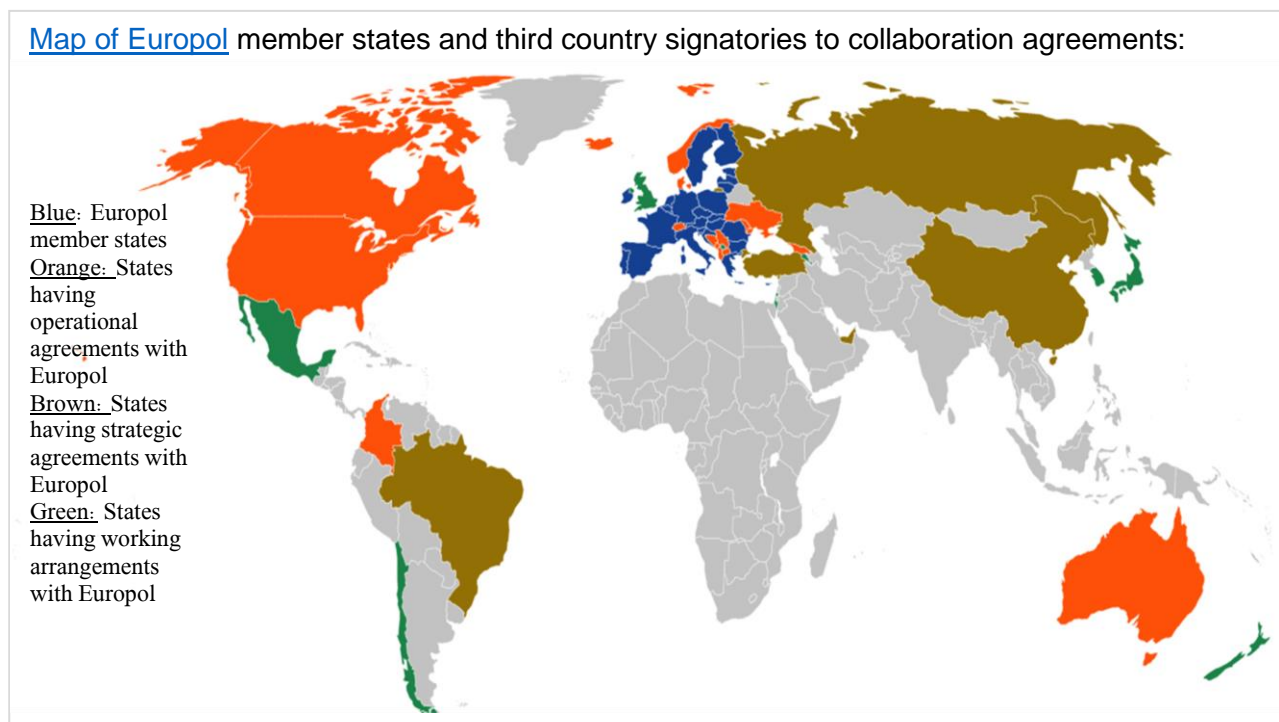 Map of Europol member states and third country signatories to collaboration agreements:
Blue: Europol
member states
Orange: States
having
operational
agreements with
Europol
Brown: States
having strategic
agreements with
Europol
Green: States
having working
arrangements
with Europol